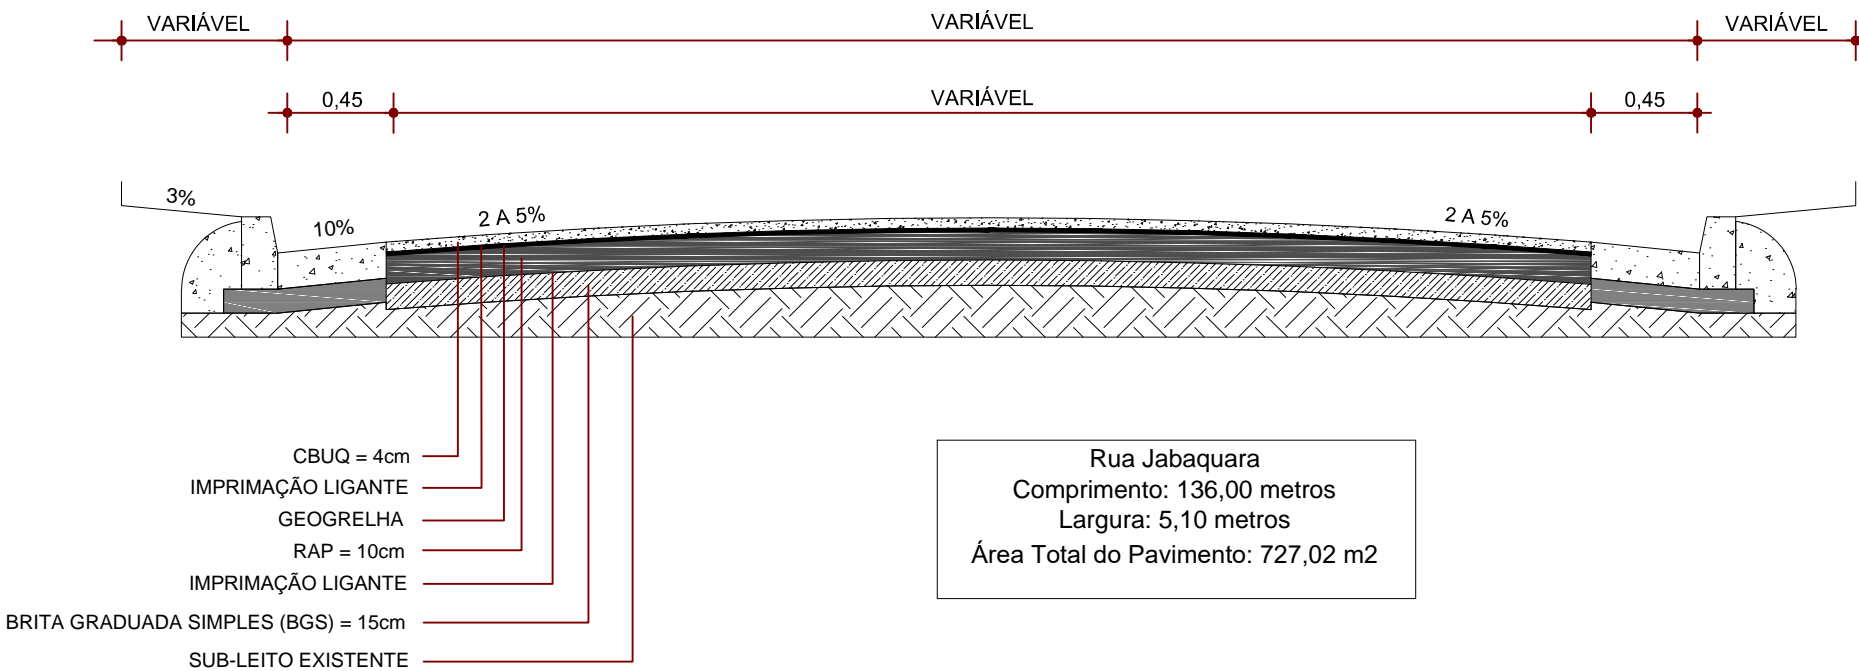 VARIÁVEL
VARIÁVEL
VARIÁVEL
0,45
VARIÁVEL
0,45
3%
10%
2 A 5%
2 A 5%
CBUQ = 4cm
IMPRIMAÇÃO LIGANTE
GEOGRELHA
RAP = 10cm
IMPRIMAÇÃO LIGANTE
BRITA GRADUADA SIMPLES (BGS) = 15cm
SUB-LEITO EXISTENTE
Rua Jabaquara
Comprimento: 136,00 metros
Largura: 5,10 metros
Área Total do Pavimento: 727,02 m2